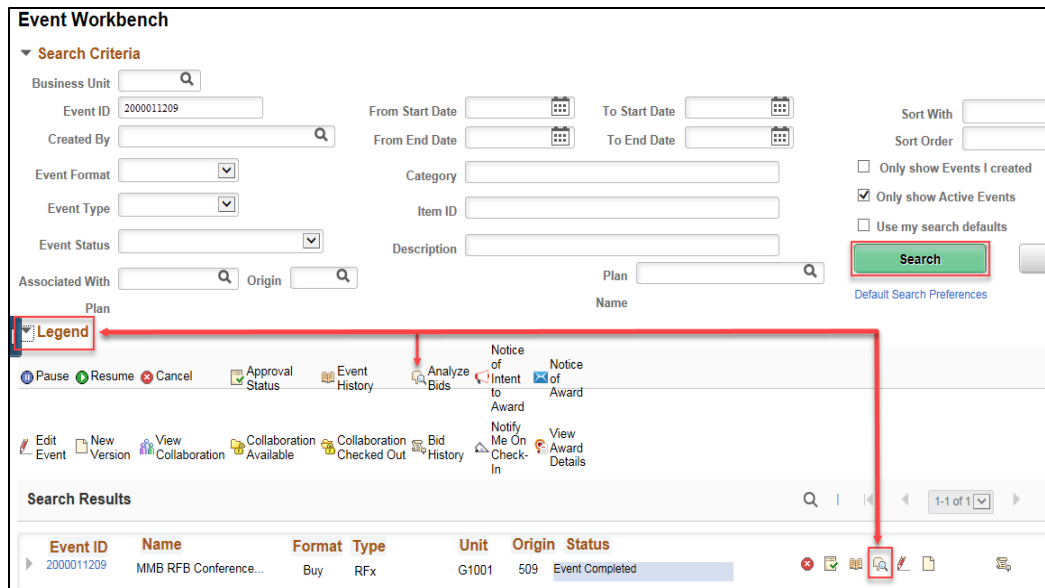 Event Workbench
Search Criteria
Business Unit
Event ID 2000011209 From Start Date To Start Date Sort With
Created By From End Date To End Date Sort Order
Event Format Category Only show Events I created
Event Type Item ID Only show Active Events
Event Status Description Use my search defaults
Search
Associated With Origin Plan
Plan Name Default Search Preferences
Legend
Notice
of Notice
Pause Resume Cancel Approval Event Analyze Intent of
Status History Bids to Award
Award
Notify
Edit New View Collaboration Collaboration Bid Me On View
Event Version Collaboration Available Checked Out History Check- Award
In Details
Search Results 1-1 of 1
Event ID Name Format Type Unit Origin Status
2000011209 MMB RFB Conference... Buy RFx G1001 509 Event Completed